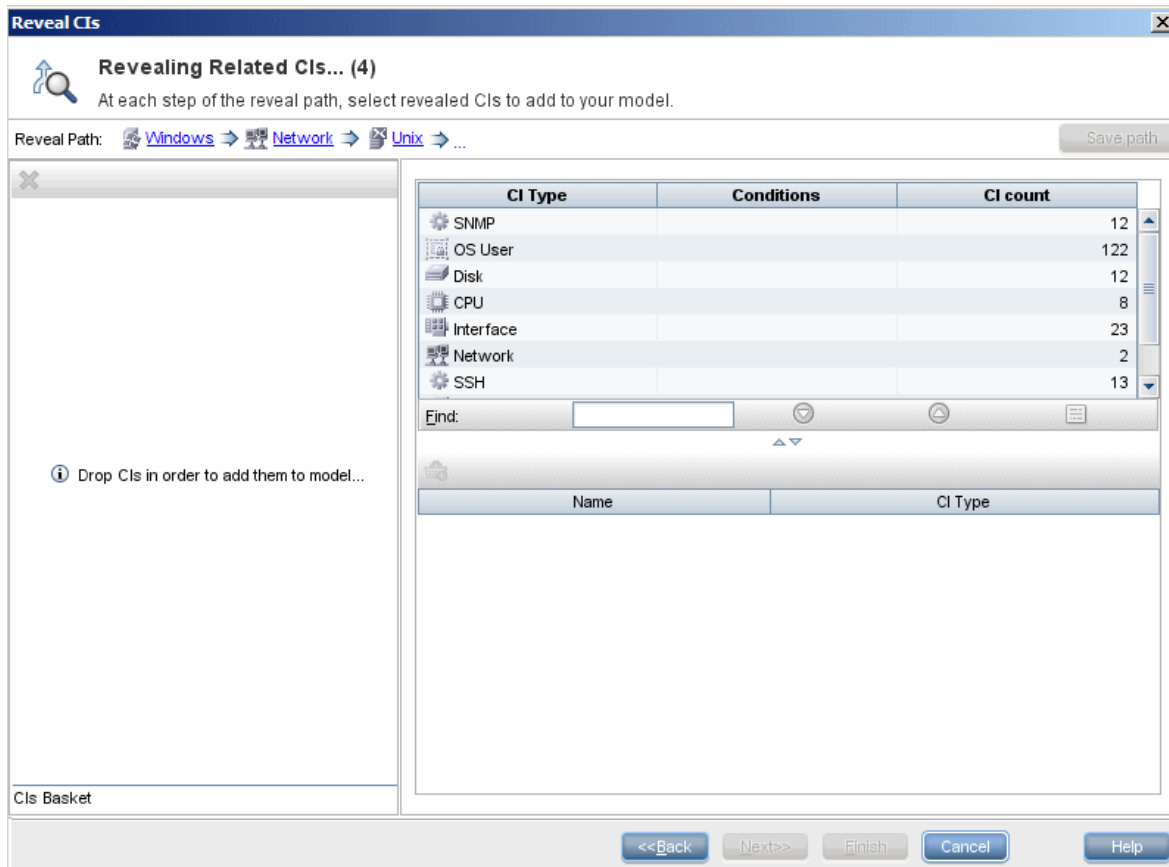 Reveal CIs
Revealing Related CIs... (4)
At each step of the reveal path, select revealed CIs to add to your model.
Reveal Path: Windows Network Unix ... Save path
CI Type Conditions CI count
SNMP 12
OS User 122
Disk 12
CPU 8
Interface 23
Network 2
SSH 13
Find:
Drop CIs in order to add them to model...
Name CI Type
CIs Basket
<<Back Next>> Finish Cancel Help